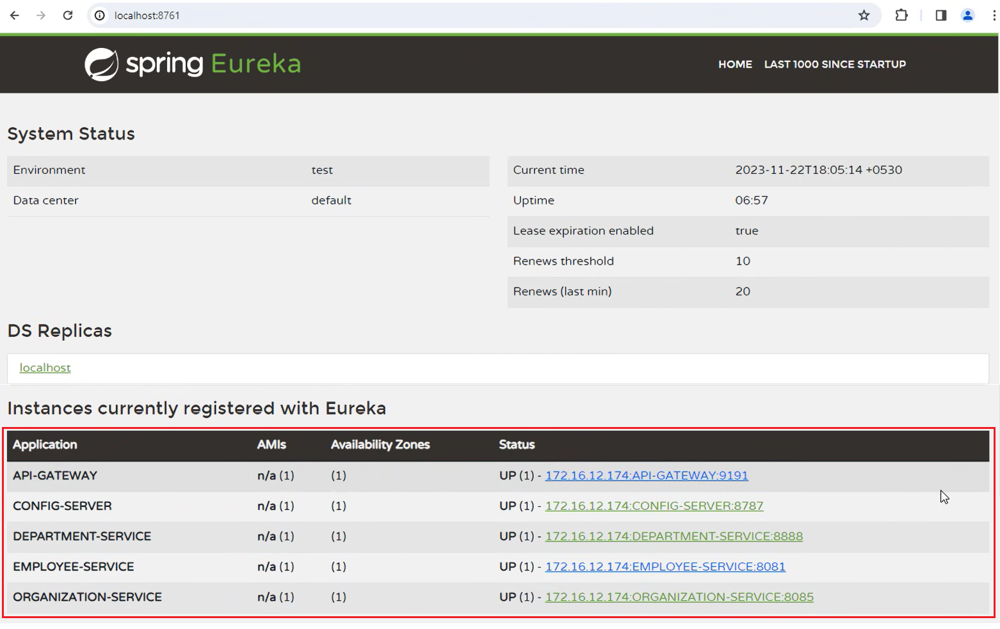 localhost:8761
spring Eureka
HOME LAST 1000 SINCE STARTUP
System Status
Environment test
Data center default
Current time 2023-11-22T18:05:14 +0530
Uptime 06:57
Lease expiration enabled true
Renews threshold 10
Renews (last min) 20
DS Replicas
localhost
Instances currently registered with Eureka
Application AMIs Availability Zones Status
API-GATEWAY n/a (1) (1) UP (1) - 172.16.12.174:API-GATEWAY:9191
CONFIG-SERVER n/a (1) (1) UP (1) - 172.16.12.174:CONFIG-SERVER:8787
DEPARTMENT-SERVICE n/a (1) (1) UP (1) - 172.16.12.174:DEPARTMENT-SERVICE:8888
EMPLOYEE-SERVICE n/a (1) (1) UP (1) - 172.16.12.174:EMPLOYEE-SERVICE:8081
ORGANIZATION-SERVICE n/a (1) (1) UP (1) - 172.16.12.174:ORGANIZATION-SERVICE:8085